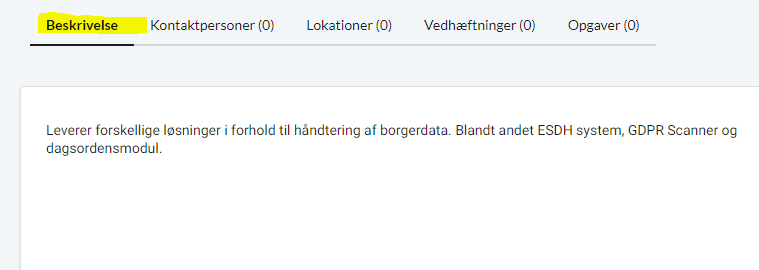 Beskrivelse Kontaktpersoner (0) Lokationer (0) Vedhæftninger (0) Opgaver (0)
Leverer forskellige løsninger i forhold til håndtering af borgerdata. Blandt andet ESDH system, GDPR Scanner og
dagsordensmodul.